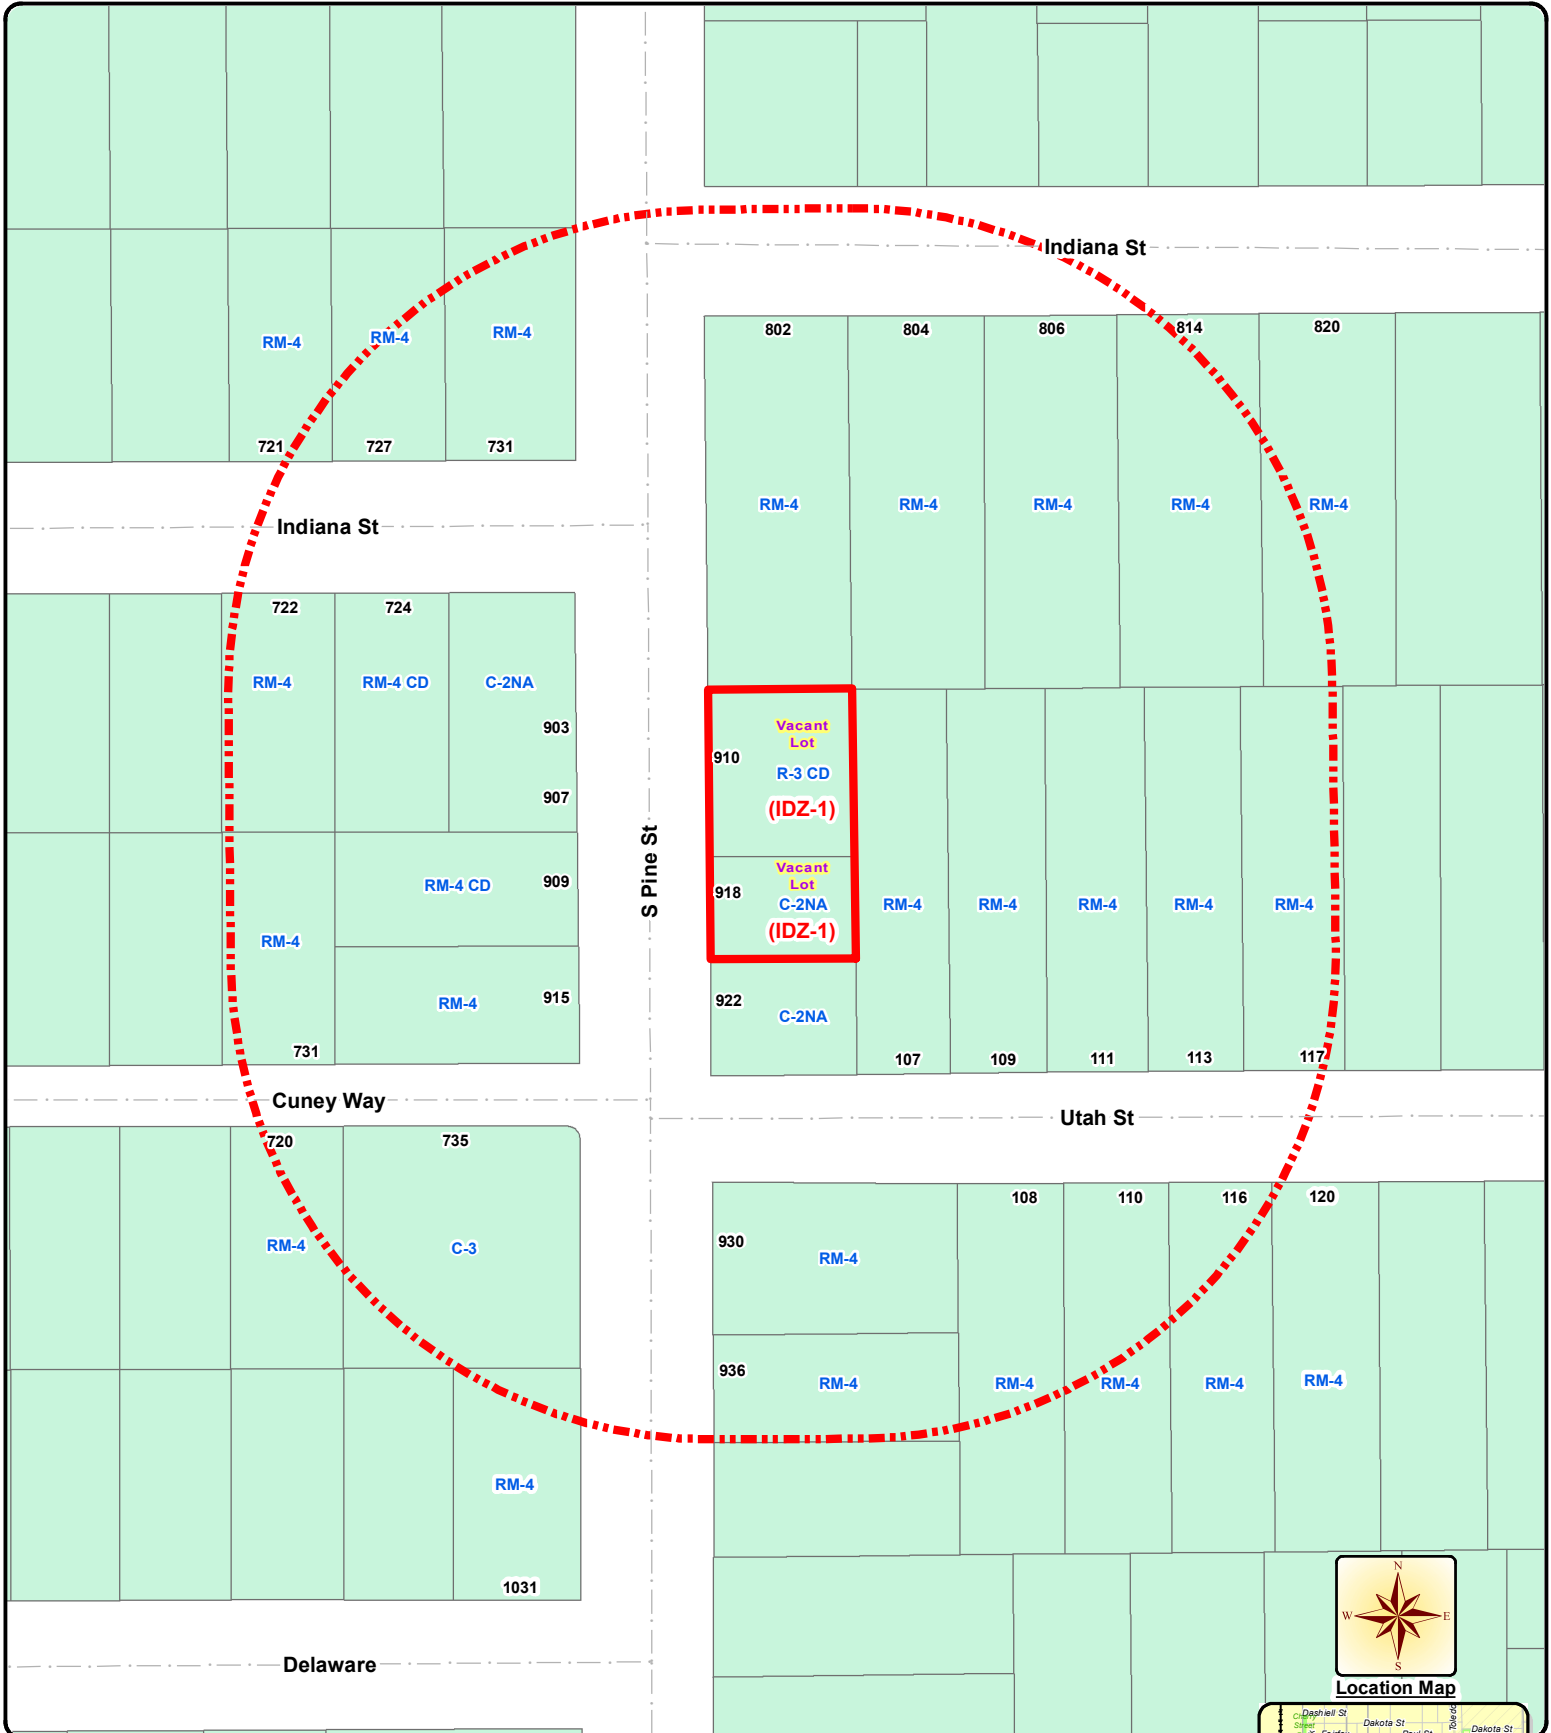 Indiana St
802
804
806
814
820
RM-4
RM-4
RM-4
721
727
731
RM-4
RM-4
RM-4
RM-4
RM-4
Indiana St
722
724
RM-4
RM-4 CD
C-2NA
903
907
910
Vacant
Lot
R-3 CD
(IDZ-1)
S Pine St
RM-4 CD
909
918
Vacant
Lot
C-2NA
(IDZ-1)
RM-4
RM-4
RM-4
RM-4
RM-4
RM-4
RM-4
915
922
C-2NA
731
107
109
111
113
117
Cuney Way
Utah St
720
735
108
110
116
120
RM-4
C-3
930
RM-4
936
RM-4
RM-4
RM-4
RM-4
RM-4
RM-4
1031
N
W
E
S
Delaware
Location Map
Dashiell St
Cherry
Street
Dakota St
Dakota St